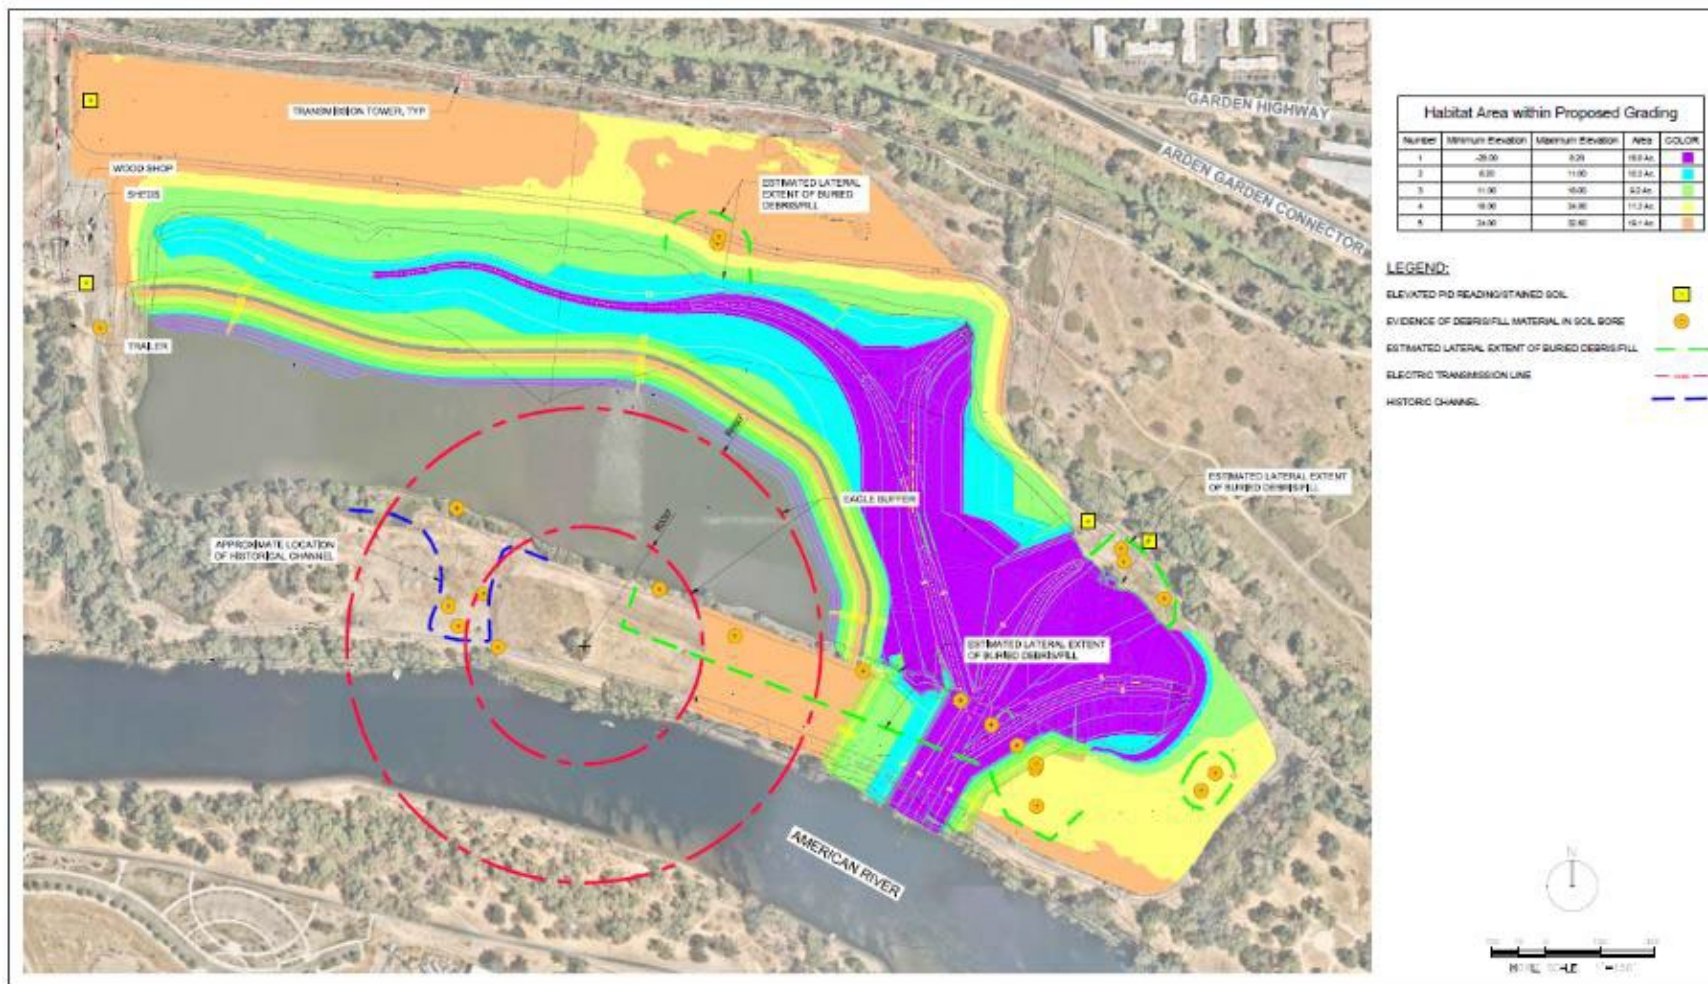 GARDEN HIGHWAY
TRANSMISSION TOWER, TYP
ARDEN GARDEN CONNECTOR
WOOD SHOP
SHEDS
ESTIMATED LATERAL
EXTENT OF BURIED
DEBRIS/FILL
TRAILER
ESTIMATED LATERAL EXTENT
OF BURIED DEBRIS/FILL
EAGLE BUFFER
APPROXIMATE LOCATION
OF HISTORICAL CHANNEL
ESTIMATED LATERAL EXTENT
OF BURIED DEBRIS/FILL
AMERICAN RIVER
Habitat Area within Proposed Grading
Number Minimum Elevation Maximum Elevation Area COLOR
1
2 11.00
3 11.00
4
5
LEGEND:
ELEVATED PID READING/STAINED SOIL
EVIDENCE OF DEBRIS/FILL MATERIAL IN SOIL BORE
ESTIMATED LATERAL EXTENT OF BURIED DEBRIS/FILL
ELECTRIC TRANSMISSION LINE
HISTORIC CHANNEL
N